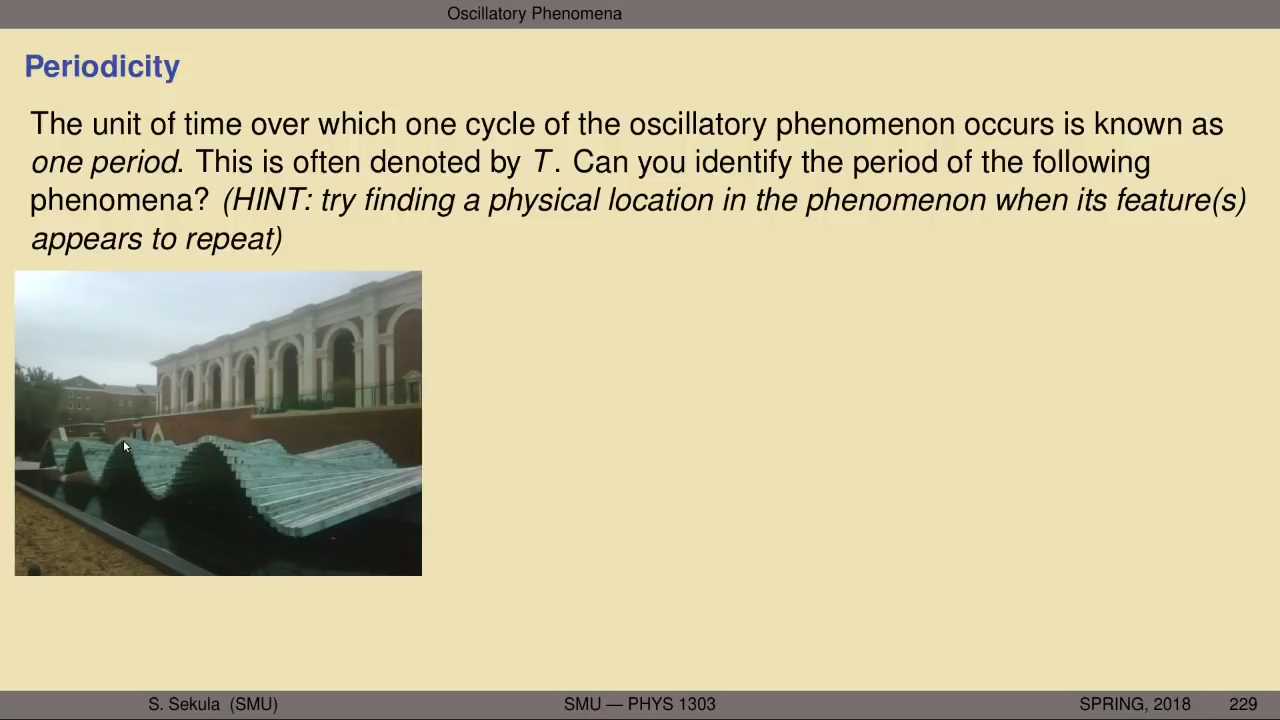 Oscillatory Phenomena
Periodicity
The unit of time over which one cycle of the oscillatory phenomenon occurs is known as
one period. This is often denoted by T. Can you identify the period of the following
phenomena? (HINT: try finding a physical location in the phenomenon when its feature(s)
appears to repeat)
S. Sekula (SMU) SMU — PHYS 1303 SPRING, 2018 229